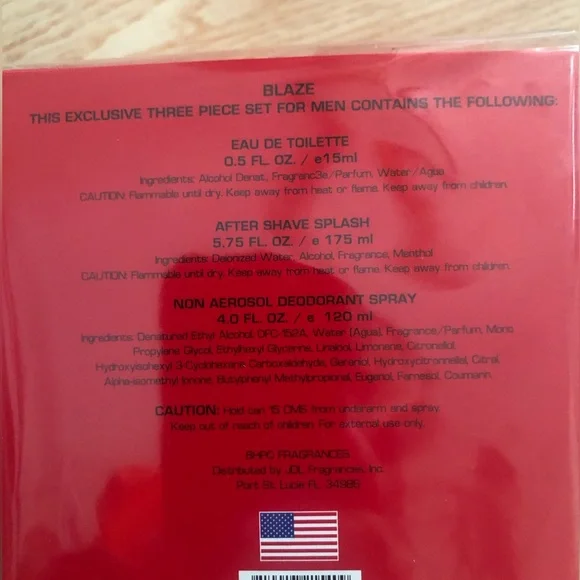 BLAZE
THIS EXCLUSIVE THREE PIECE SET FOR MEN CONTAINS THE FOLLOWING:
EAU DE TOILETTE
0.5 FL. OZ. / e15ml
Ingredients: Alcohol Denat., Fragranc3e/Parfum, Water/Aqua
CAUTION: Flammable until dry. Keep away from heat or flame. Keep away from children.
AFTER SHAVE SPLASH
5.75 FL. OZ. / e 175 ml
Ingredients: Deionized Water, Alcohol, Fragrance, Menthol
CAUTION: Flammable until dry. Keep away from heat or flame. Keep away from children.
NON AEROSOL DEODORANT SPRAY
4.0 FL. OZ. / e 120 ml
Ingredients: Denatured Ethyl Alcohol, DFC-152A, Water (Aqua), Fragrance/Parfum, Mono
Propylene Glycol, Ethylhexyl Glycerine, Linalool, Limonene, Citronellol,
Hydroxyisohexyl 3-Cyclohexene Carboxaldehyde, Geraniol, Hydroxycitronnellal, Citral,
Alpha-isomethyl Ionone, Butylphenyl Methylpropional, Eugenol, Farnesol, Coumarin.
CAUTION: Hold can 15 CMS from underarm and spray.
Keep out of reach of children. For external use only.
FRAGRANCES
Distributed by JDL Fragrances, Inc.
Port St. Lucie FL 34986